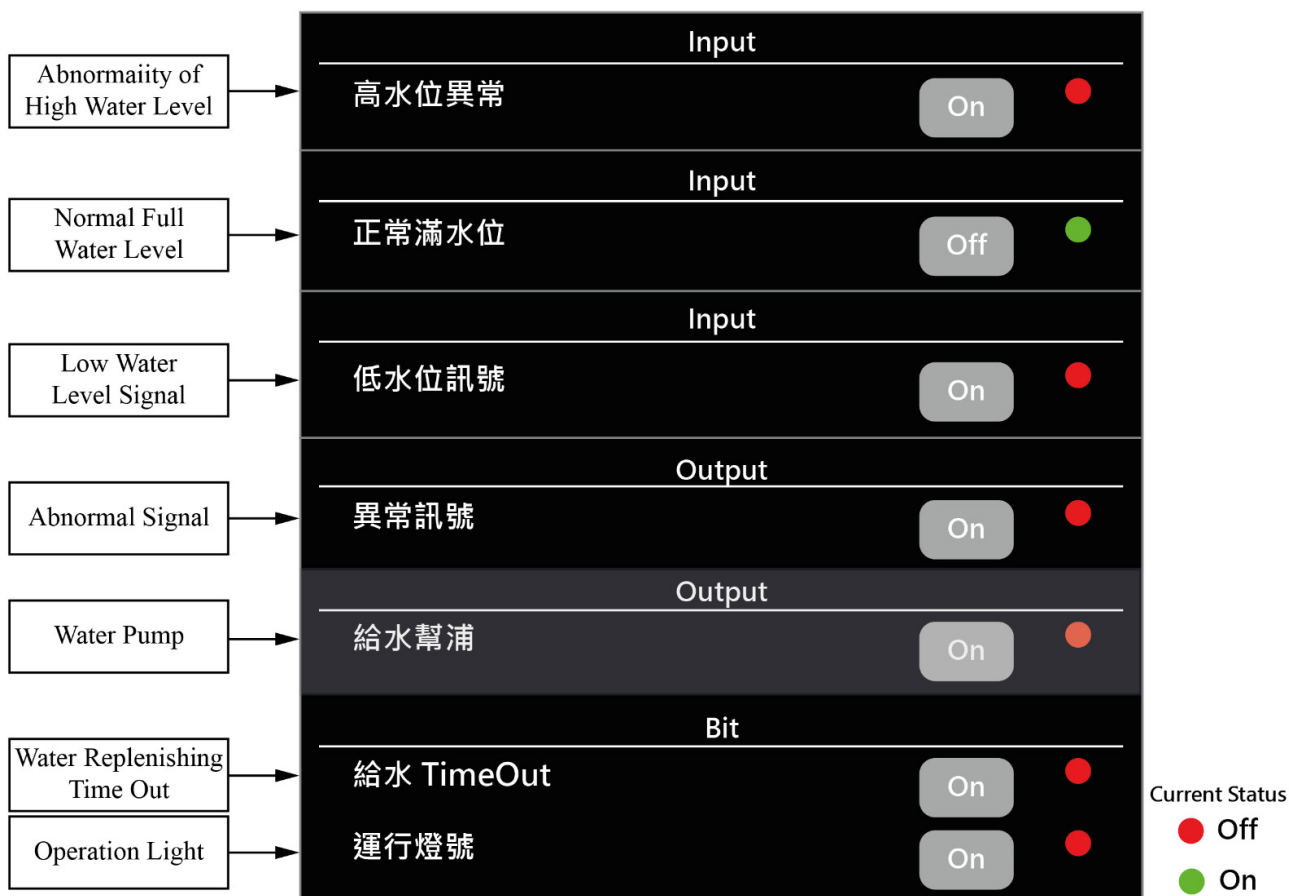 Input
Abnormaiity of
High Water Level
高水位異常
On
Input
Normal Full
Water Level
正常滿水位
Off
Input
Low Water
Level Signal
低水位訊號
On
Output
Abnormal Signal
異常訊號
On
Output
Water Pump
給水幫浦
On
Bit
Water Replenishing
Time Out
給水 TimeOut
On
Operation Light
運行燈號
On
Current Status
Off
On